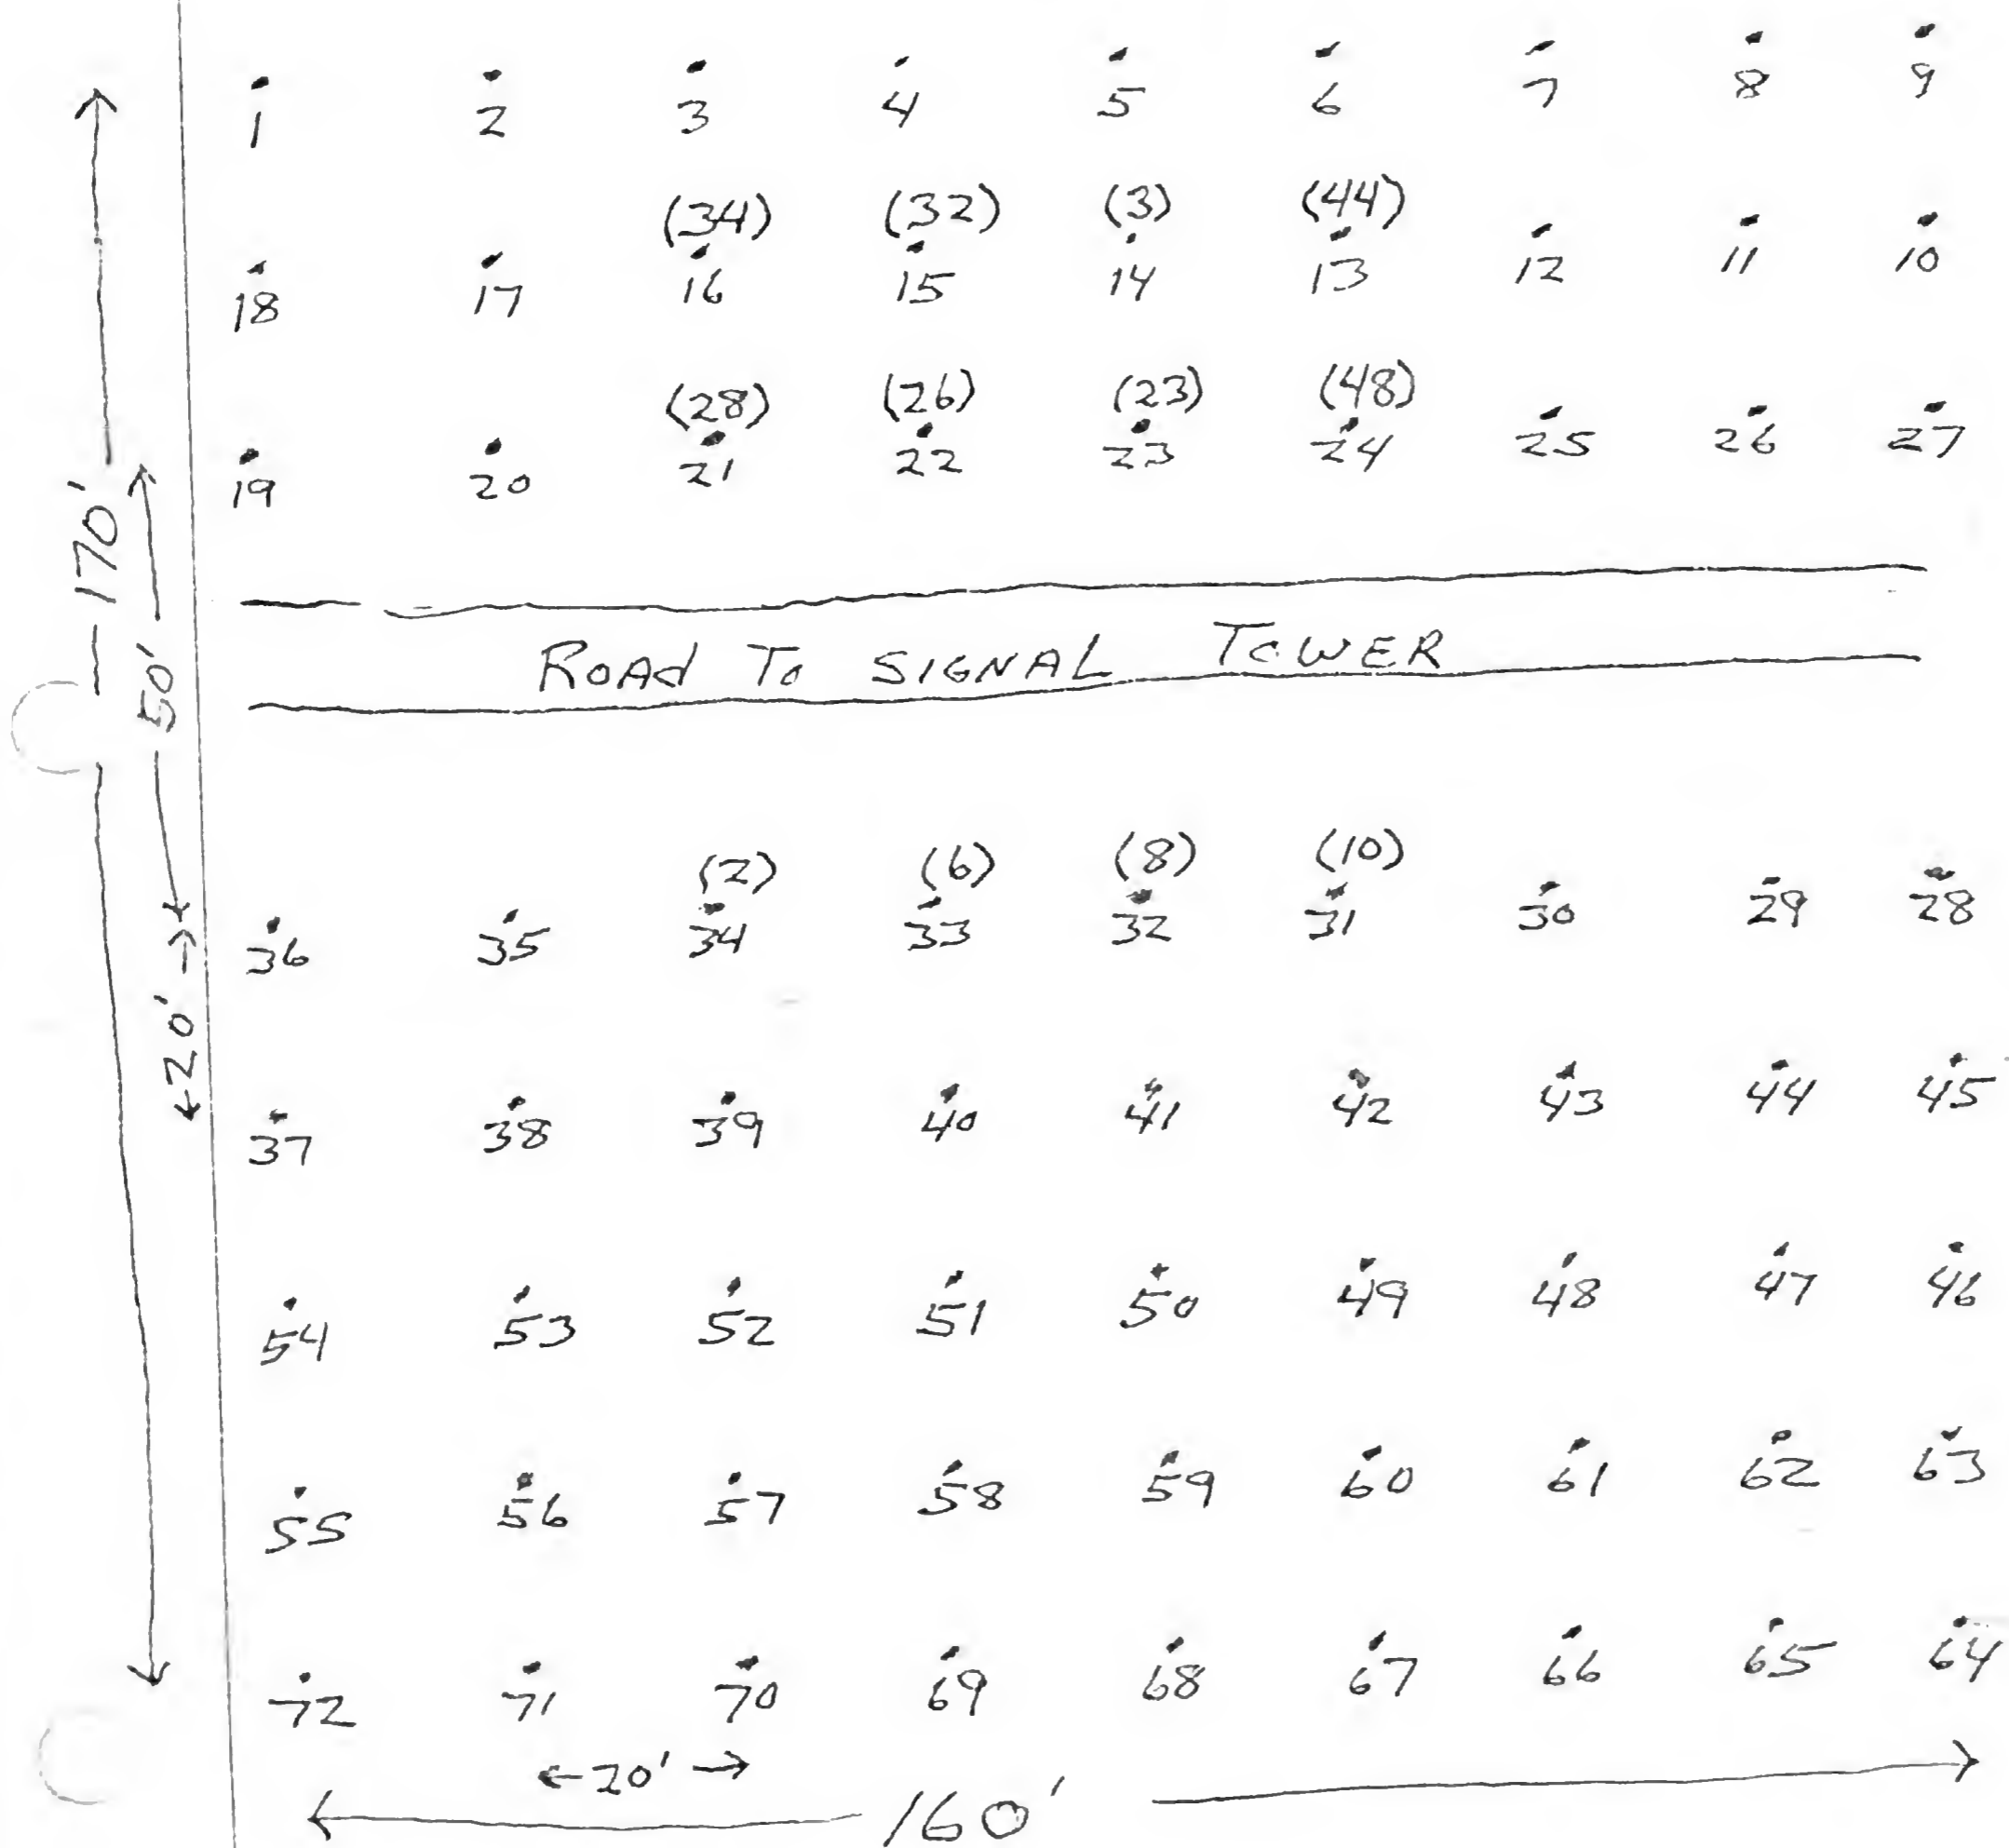 1 2 3 4 5 6 7 8 9
(34) (32) (3) (44)
18 17 16 15 14 13 12 11 10
(28) (26) (23) (48)
19 20 21 22 23 24 25 26 27
170'
50'
ROAd To SIGNAL TOWER
(2) (6) (8) (10)
36 35 34 33 32 31 30 29 28
20'
37 38 39 40 41 42 43 44 45
54 53 52 51 50 49 48 47 46
55 56 57 58 59 60 61 62 63
72 71 70 69 68 67 66 65 64
20'
160'